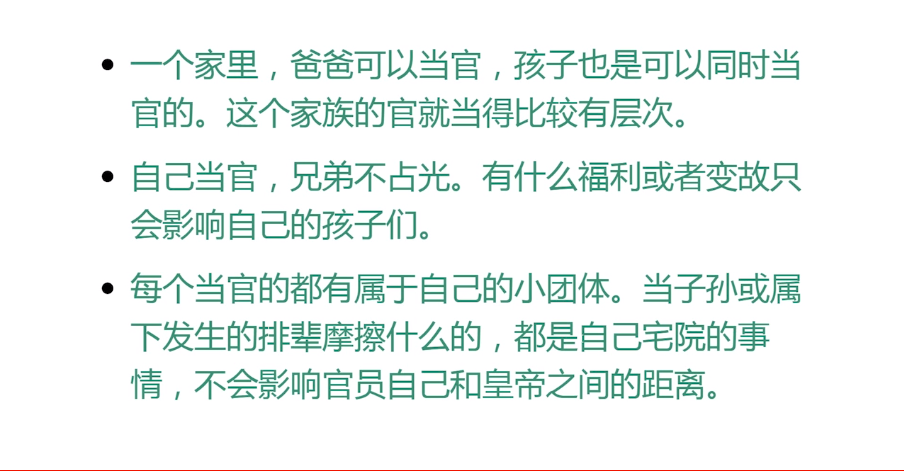 • 一个家里，爸爸可以当官，孩子也是可以同时当
官的。这个家族的官就当得比较有层次。
• 自己当官，兄弟不占光。有什么福利或者变故只
会影响自己的孩子们。
• 每个当官的都有属于自己的小团体。当子孙或属
下发生的排辈摩擦什么的，都是自己宅院的事
情，不会影响官员自己和皇帝之间的距离。